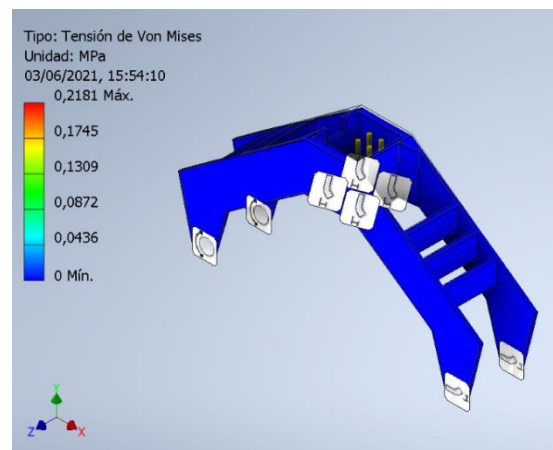 Tipo: Tensión de Von Mises
Unidad: MPa
03/06/2021, 15:54:10
0,2181 Máx.
0,1745
0,1309
0,0872
0,0436
0 Mín.
Y
Z
X